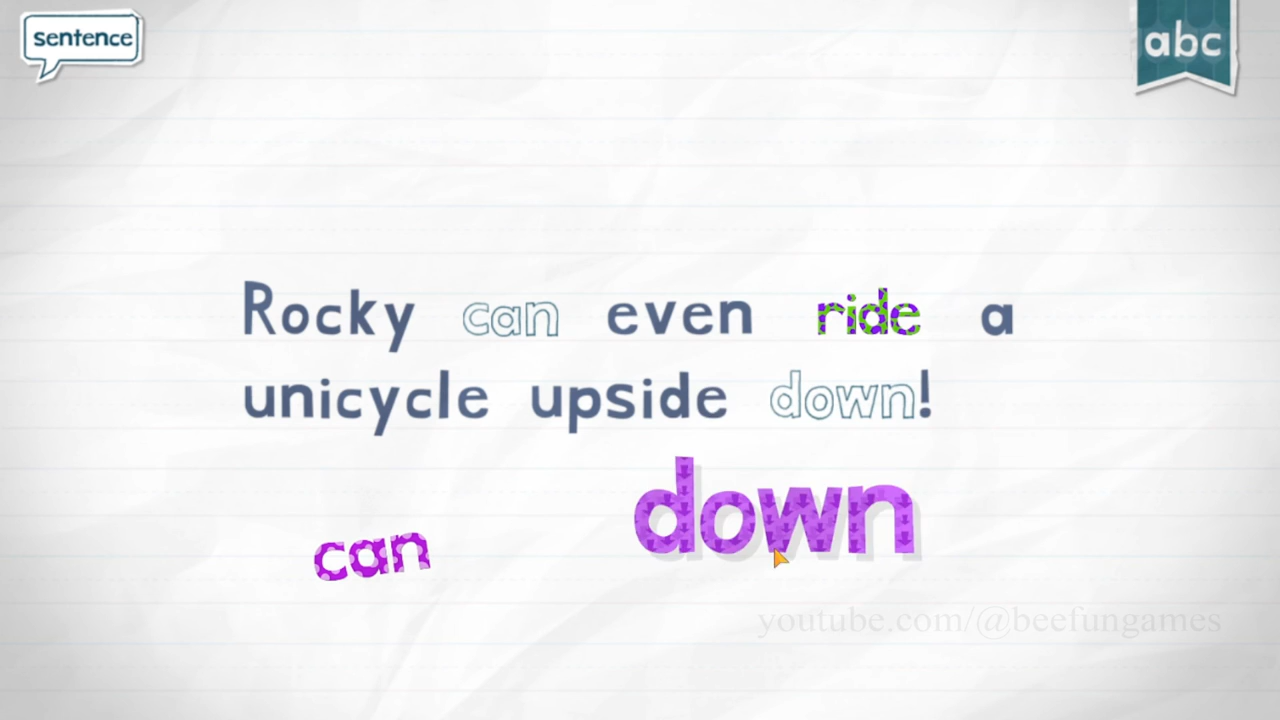 sentence
abc
Rocky can even ride a
unicycle upside down!
down
can
youtube.com/@beefungames